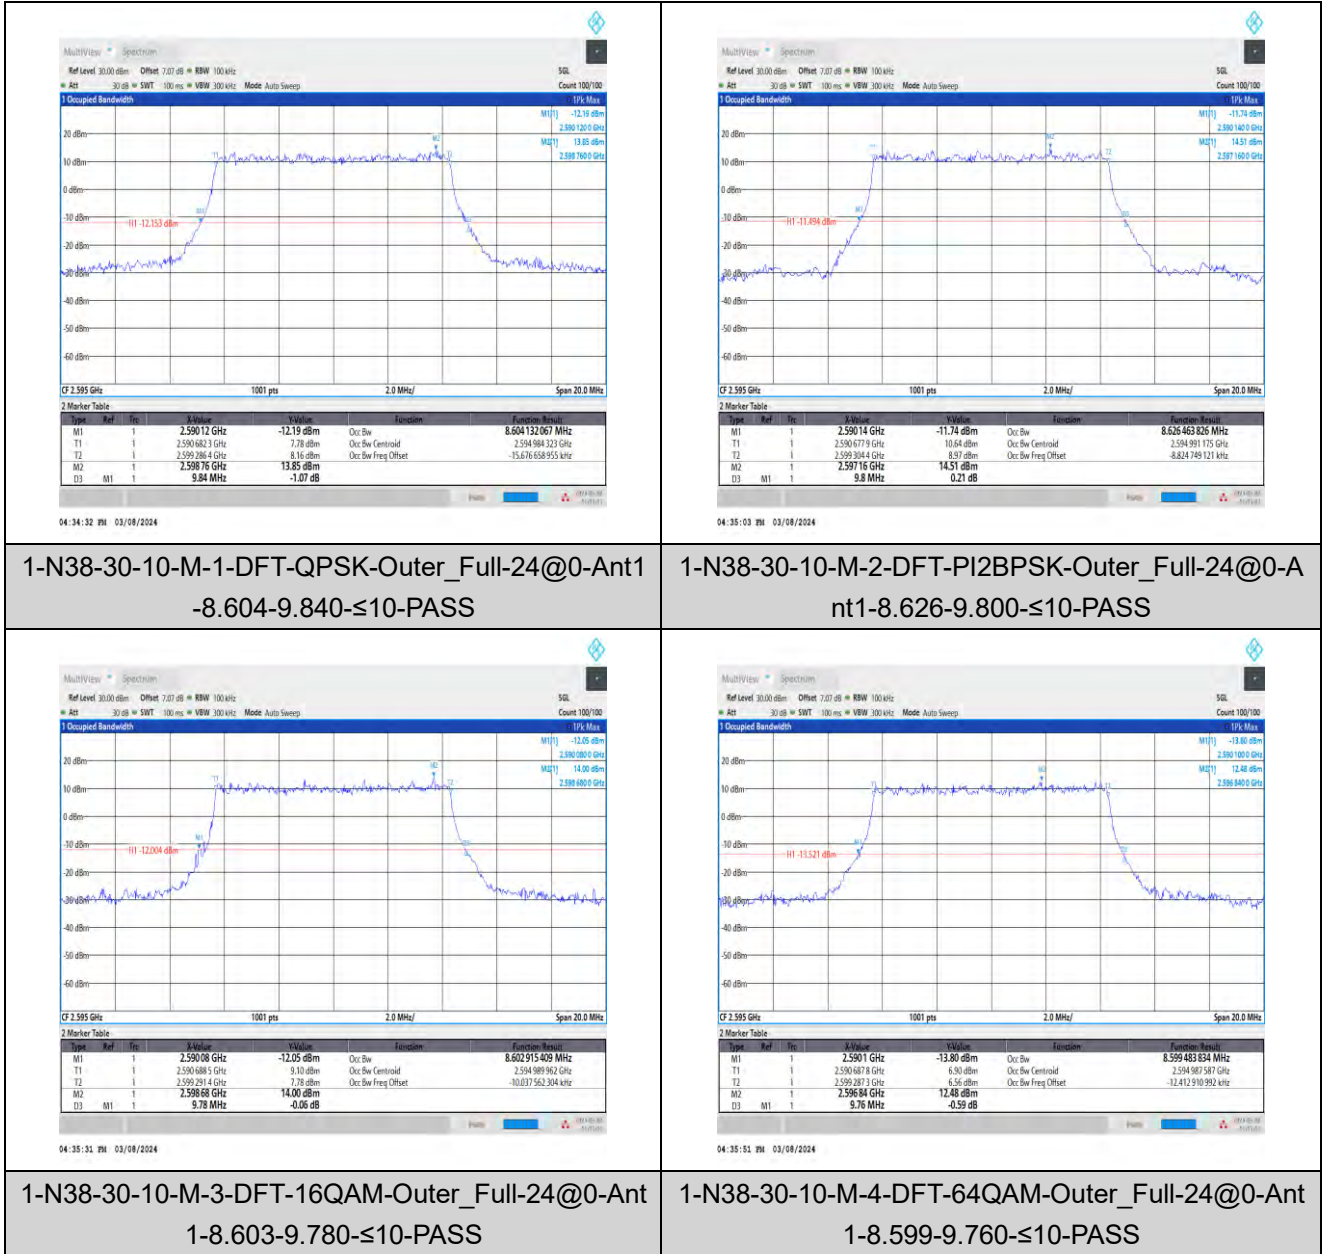 MultiView Spectrum
Ref Level 30.00 dBm Offset 7.07 dB RBW 100 kHz SGL
Att 30 dB SWT 100 ms VBW 300 kHz Mode Auto Sweep Count 100/100
1 Occupied Bandwidth 1Pk Max
M1[1] -12.19 dBm
2.590 120 0 GHz
M2[1] 13.85 dBm
2.598 760 0 GHz
20 dBm
10 dBm
0 dBm
-10 dBm
H1 -12.153 dBm
-20 dBm
-30 dBm
-40 dBm
-50 dBm
-60 dBm
CF 2.595 GHz 1001 pts 2.0 MHz/ Span 20.0 MHz
2 Marker Table
Type Ref Trc X-Value Y-Value Function Function Result
M1 1 2.59012 GHz -12.19 dBm Occ Bw 8.604 132 067 MHz
T1 1 2.590 682 3 GHz 7.78 dBm Occ Bw Centroid 2.594 984 323 GHz
T2 1 2.599 286 4 GHz 8.16 dBm Occ Bw Freq Offset -15.676 658 955 kHz
M2 1 2.598 76 GHz 13.85 dBm
D3 M1 1 9.84 MHz -1.07 dB
04:34:32 PM 03/08/2024
1-N38-30-10-M-1-DFT-QPSK-Outer_Full-24@0-Ant1
-8.604-9.840-≤10-PASS
MultiView Spectrum
Ref Level 30.00 dBm Offset 7.07 dB RBW 100 kHz SGL
Att 30 dB SWT 100 ms VBW 300 kHz Mode Auto Sweep Count 100/100
1 Occupied Bandwidth 1Pk Max
M1[1] -11.74 dBm
2.590 140 0 GHz
M2[1] 14.51 dBm
2.597 160 0 GHz
20 dBm
10 dBm
0 dBm
-10 dBm
H1 -11.494 dBm
-20 dBm
-30 dBm
-40 dBm
-50 dBm
-60 dBm
CF 2.595 GHz 1001 pts 2.0 MHz/ Span 20.0 MHz
2 Marker Table
Type Ref Trc X-Value Y-Value Function Function Result
M1 1 2.59014 GHz -11.74 dBm Occ Bw 8.626 463 826 MHz
T1 1 2.590 677 9 GHz 10.64 dBm Occ Bw Centroid 2.594 991 175 GHz
T2 1 2.599 304 4 GHz 8.97 dBm Occ Bw Freq Offset -8.824 749 121 kHz
M2 1 2.597 16 GHz 14.51 dBm
D3 M1 1 9.8 MHz 0.21 dB
04:35:03 PM 03/08/2024
1-N38-30-10-M-2-DFT-PI2BPSK-Outer_Full-24@0-A
nt1-8.626-9.800-≤10-PASS
MultiView Spectrum
Ref Level 30.00 dBm Offset 7.07 dB RBW 100 kHz SGL
Att 30 dB SWT 100 ms VBW 300 kHz Mode Auto Sweep Count 100/100
1 Occupied Bandwidth 1Pk Max
M1[1] -12.05 dBm
2.590 080 0 GHz
M2[1] 14.00 dBm
2.598 680 0 GHz
20 dBm
10 dBm
0 dBm
-10 dBm
H1 -12.004 dBm
-20 dBm
-30 dBm
-40 dBm
-50 dBm
-60 dBm
CF 2.595 GHz 1001 pts 2.0 MHz/ Span 20.0 MHz
2 Marker Table
Type Ref Trc X-Value Y-Value Function Function Result
M1 1 2.59008 GHz -12.05 dBm Occ Bw 8.602 915 409 MHz
T1 1 2.590 688 5 GHz 9.10 dBm Occ Bw Centroid 2.594 989 962 GHz
T2 1 2.599 291 4 GHz 7.78 dBm Occ Bw Freq Offset -10.037 562 304 kHz
M2 1 2.598 68 GHz 14.00 dBm
D3 M1 1 9.78 MHz -0.06 dB
04:35:31 PM 03/08/2024
1-N38-30-10-M-3-DFT-16QAM-Outer_Full-24@0-Ant
1-8.603-9.780-≤10-PASS
MultiView Spectrum
Ref Level 30.00 dBm Offset 7.07 dB RBW 100 kHz SGL
Att 30 dB SWT 100 ms VBW 300 kHz Mode Auto Sweep Count 100/100
1 Occupied Bandwidth 1Pk Max
M1[1] -13.80 dBm
2.590 100 0 GHz
M2[1] 12.48 dBm
2.596 840 0 GHz
20 dBm
10 dBm
0 dBm
-10 dBm
H1 -13.521 dBm
-20 dBm
-30 dBm
-40 dBm
-50 dBm
-60 dBm
CF 2.595 GHz 1001 pts 2.0 MHz/ Span 20.0 MHz
2 Marker Table
Type Ref Trc X-Value Y-Value Function Function Result
M1 1 2.5901 GHz -13.80 dBm Occ Bw 8.599 483 834 MHz
T1 1 2.590 687 8 GHz 6.90 dBm Occ Bw Centroid 2.594 987 587 GHz
T2 1 2.599 287 3 GHz 6.56 dBm Occ Bw Freq Offset -12.412 910 992 kHz
M2 1 2.596 84 GHz 12.48 dBm
D3 M1 1 9.76 MHz -0.59 dB
04:35:51 PM 03/08/2024
1-N38-30-10-M-4-DFT-64QAM-Outer_Full-24@0-Ant
1-8.599-9.760-≤10-PASS